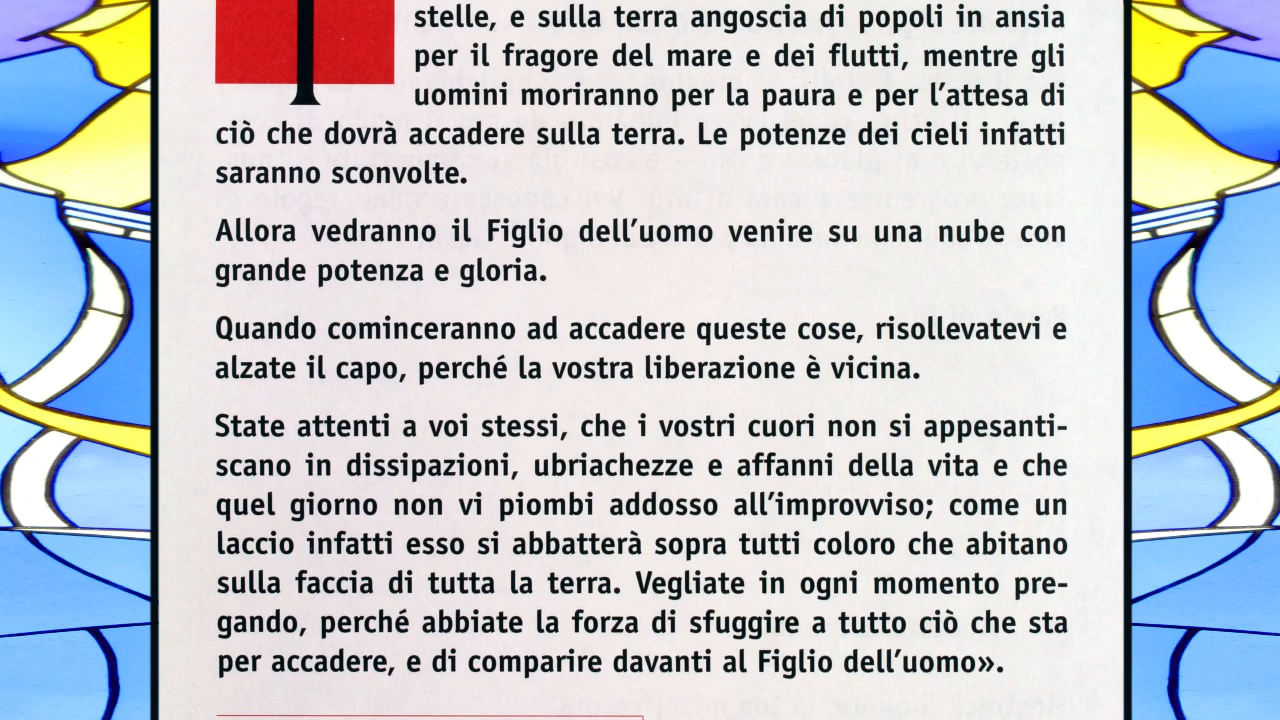 stelle, e sulla terra angoscia di popoli in ansia
per il fragore del mare e dei flutti, mentre gli
uomini moriranno per la paura e per l'attesa di
ciò che dovrà accadere sulla terra. Le potenze dei cieli infatti
saranno sconvolte.
Allora vedranno il Figlio dell'uomo venire su una nube con
grande potenza e gloria.
Quando cominceranno ad accadere queste cose, risollevatevi e
alzate il capo, perché la vostra liberazione è vicina.
State attenti a voi stessi, che i vostri cuori non si appesanti-
scano in dissipazioni, ubriachezze e affanni della vita e che
quel giorno non vi piombi addosso all'improvviso; come un
laccio infatti esso si abbatterà sopra tutti coloro che abitano
sulla faccia di tutta la terra. Vegliate in ogni momento pre-
gando, perché abbiate la forza di sfuggire a tutto ciò che sta
per accadere, e di comparire davanti al Figlio dell'uomo».